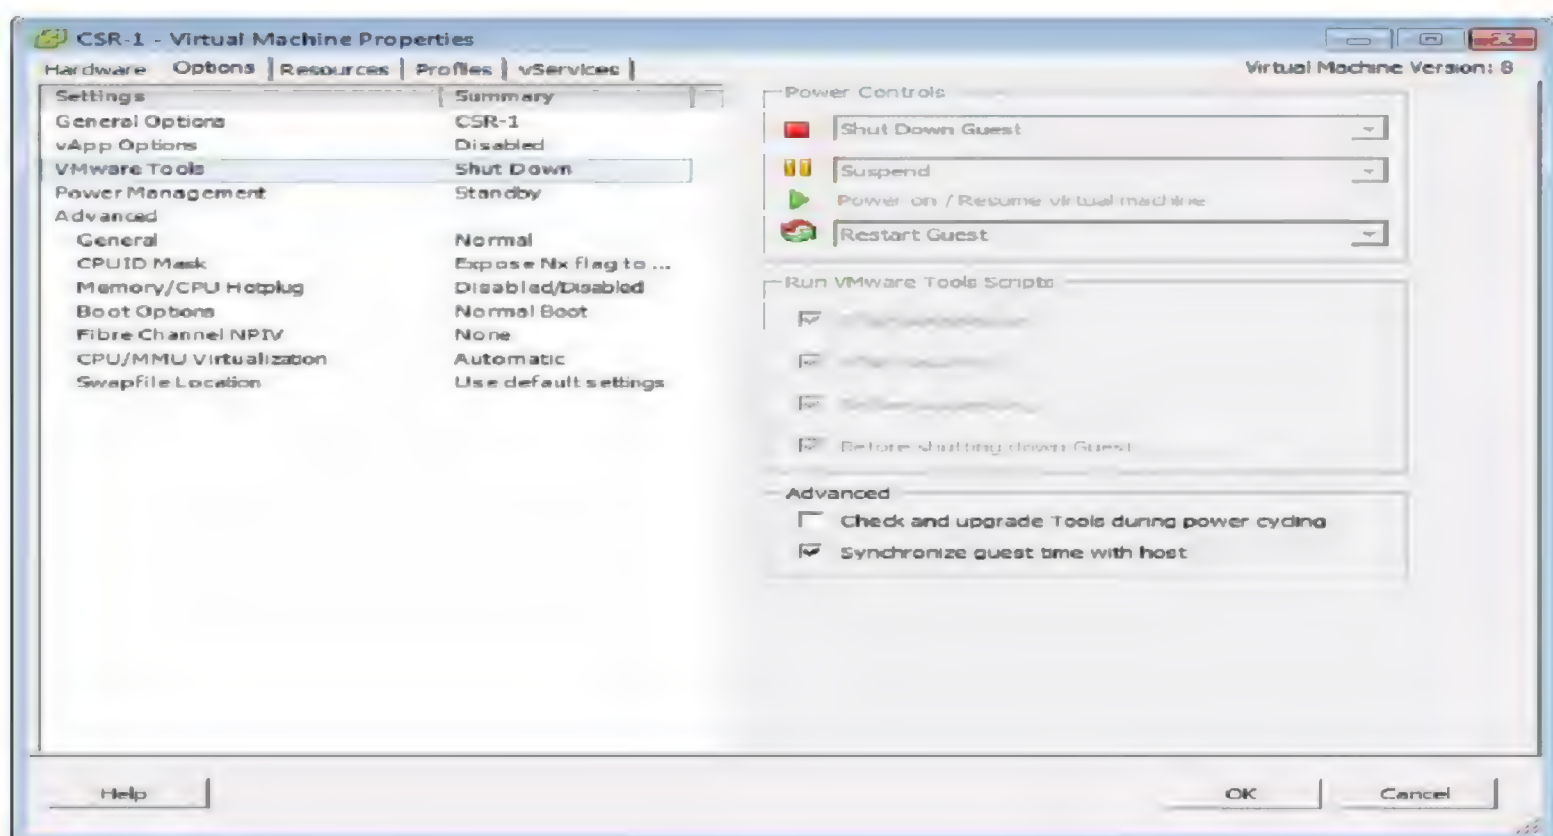 CSR-1 - Virtual Machine Properties
Hardware Options Resources Profiles vServices
Virtual Machine Version: 8
Settings Summary
General Options CSR-1
vApp Options Disabled
VMware Tools Shut Down
Power Management Standby
Advanced
General Normal
CPUID Mask Expose Nx flag to ...
Memory/CPU Hotplug Disabled/Disabled
Boot Options Normal Boot
Fibre Channel NPIV None
CPU/MMU Virtualization Automatic
Swapfile Location Use default settings
Power Controls
Shut Down Guest
Suspend
Power on / Resume virtual machine
Restart Guest
Run VMware Tools Scripts
Before shutting down Guest
Advanced
Check and upgrade Tools during power cycling
Synchronize guest time with host
Help
OK Cancel